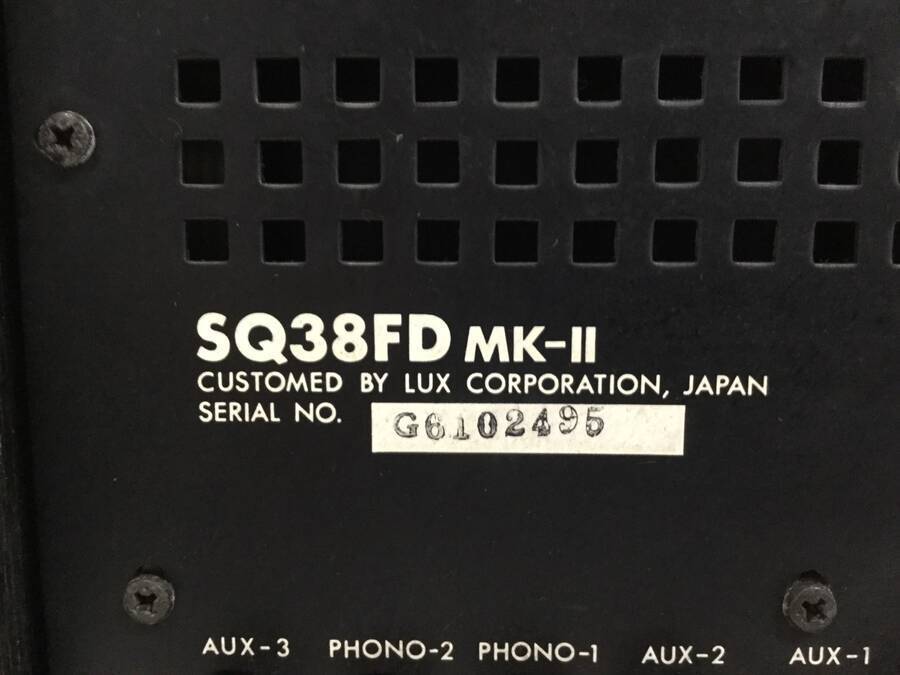 SQ38FD MK-II
CUSTOMED BY LUX CORPORATION, JAPAN
SERIAL NO. G6102495
AUX-3 PHONO-2 PHONO-1 AUX-2 AUX-1